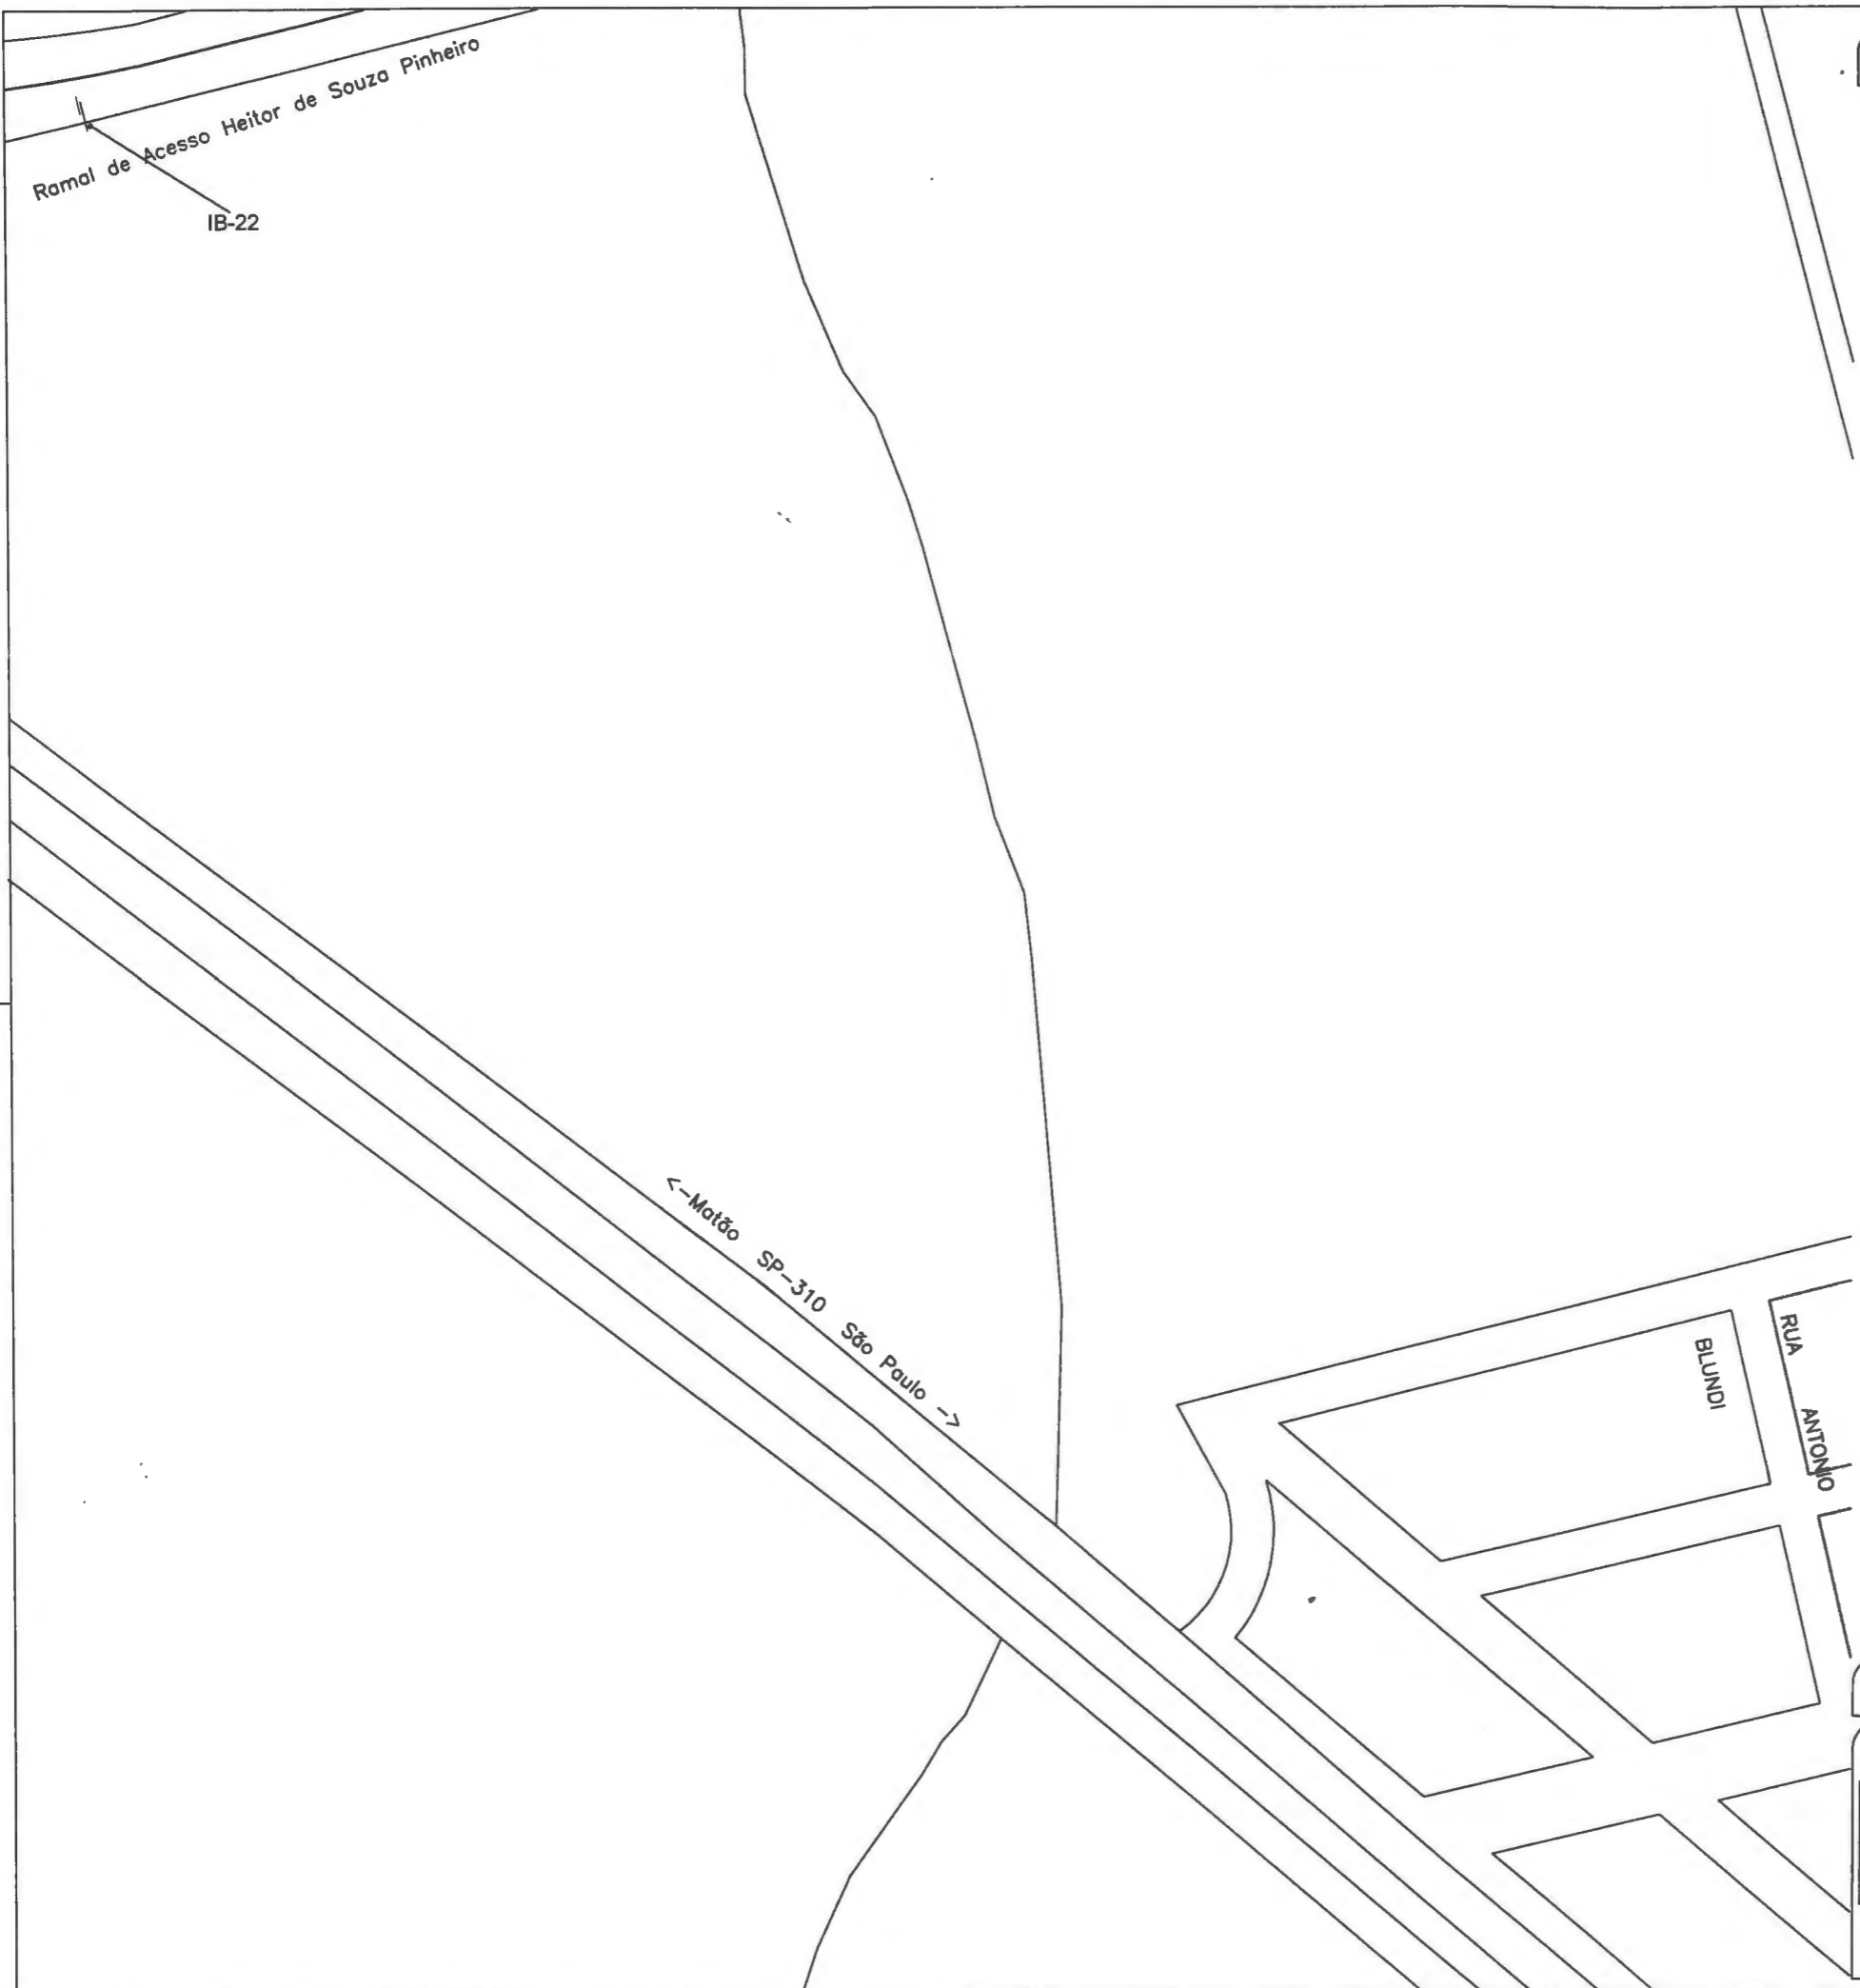 Ramal de Acesso Heitor de Souza Pinheiro
IB-22
<-Matão SP-310 São Paulo ->
RUA ANTONIO
BLUNDI